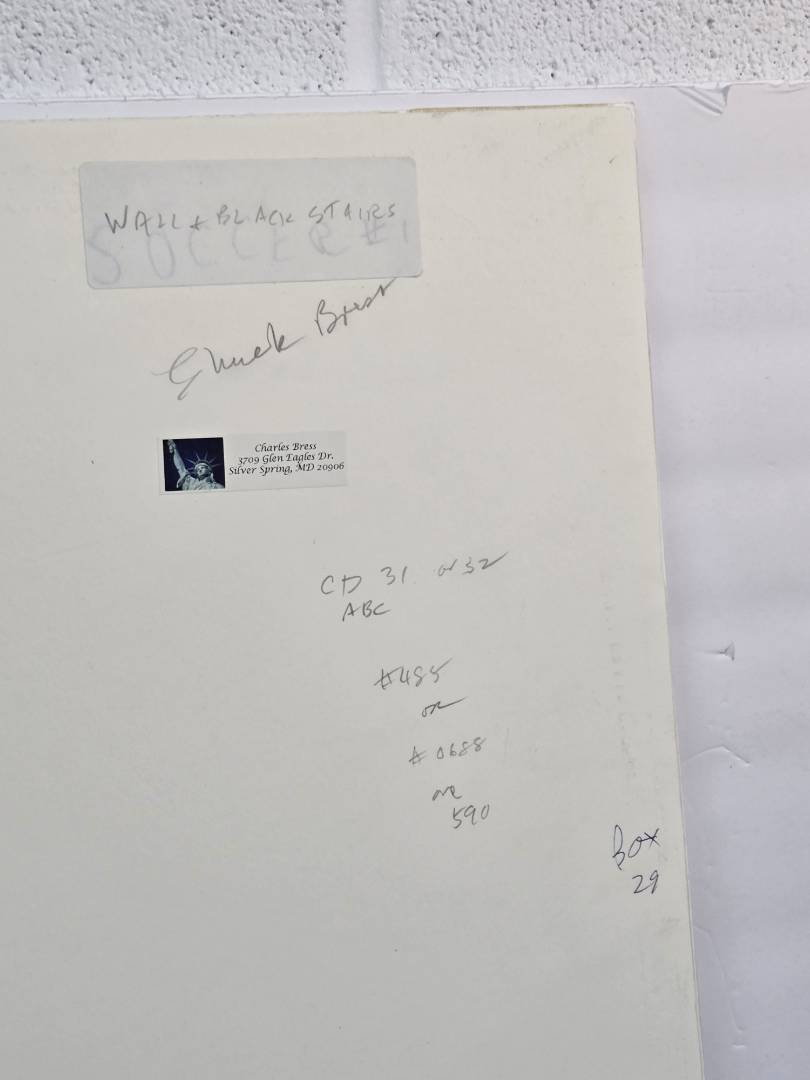 WALL & BLACK STAIRS
SOCCER #1
Chuck Bress
Charles Bress
3709 Glen Eagles Dr.
Silver Spring, MD 20906
CD 31 or 32
ABC
#485
or
# 0688
or
590
Box
29